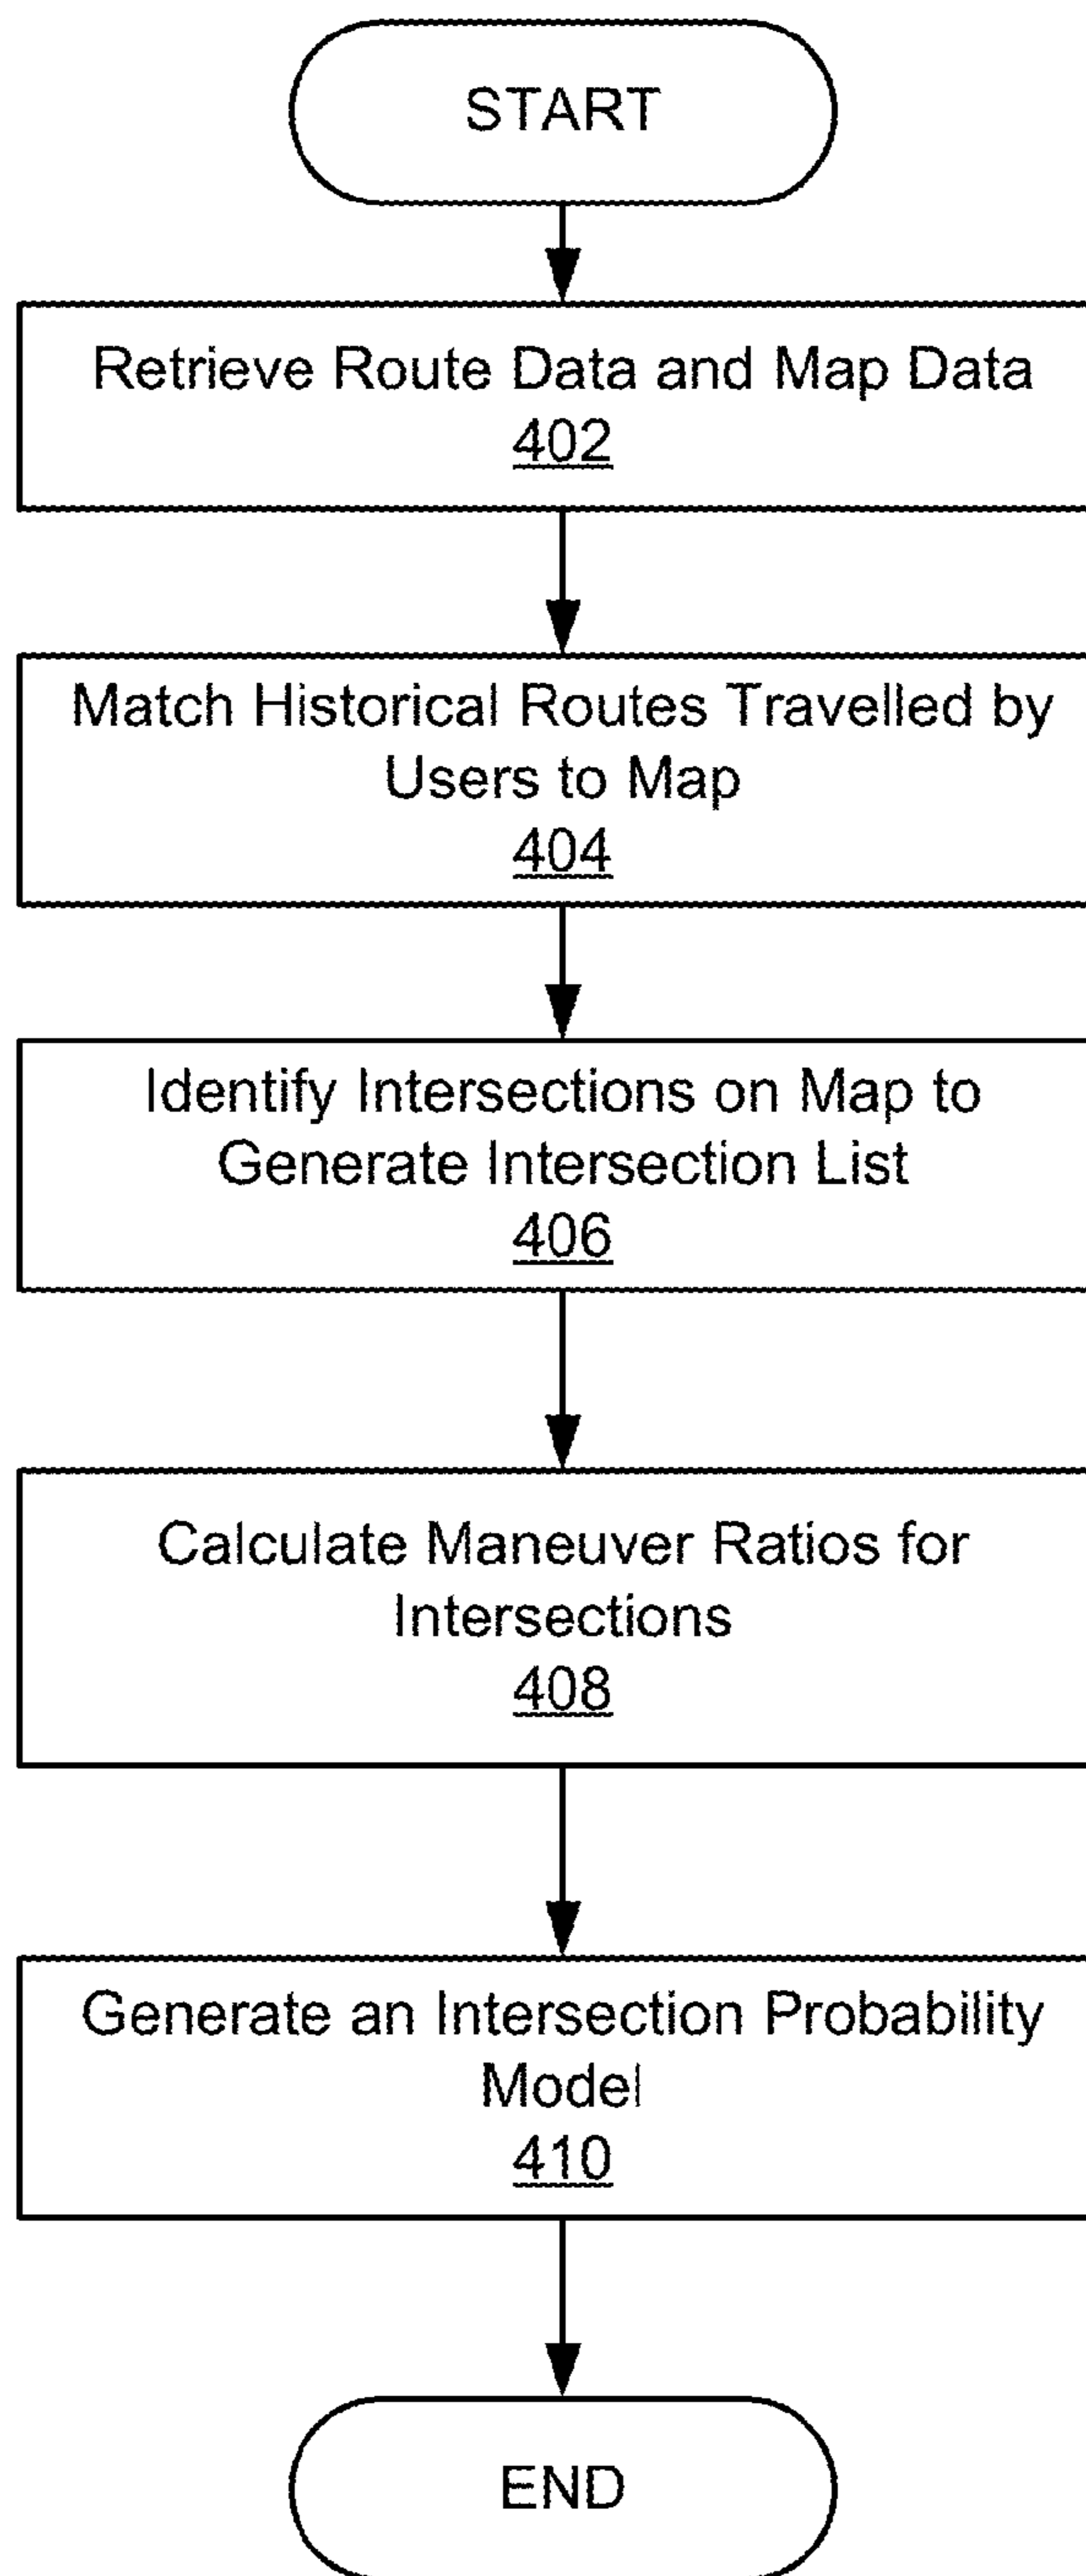 START
Retrieve Route Data and Map Data
402
Match Historical Routes Travelled by
Users to Map
404
Identify Intersections on Map to
Generate Intersection List
406
Calculate Maneuver Ratios for
Intersections
408
Generate an Intersection Probability
Model
410
END